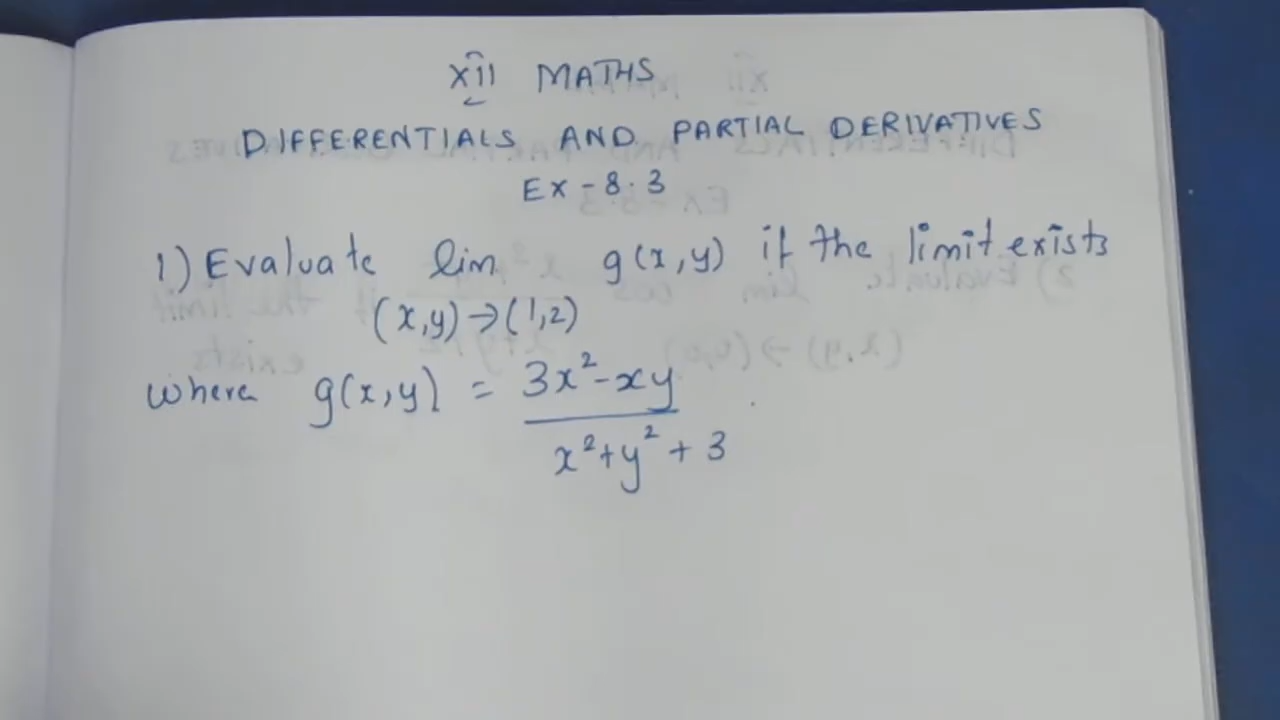 XII MATHS
DIFFERENTIALS AND PARTIAL DERIVATIVES
Ex - 8.3
1) Evaluate lim g(x,y) if the limit exists
(x,y)→(1,2)
where g(x,y) = 3x²-xy
x²+y²+3